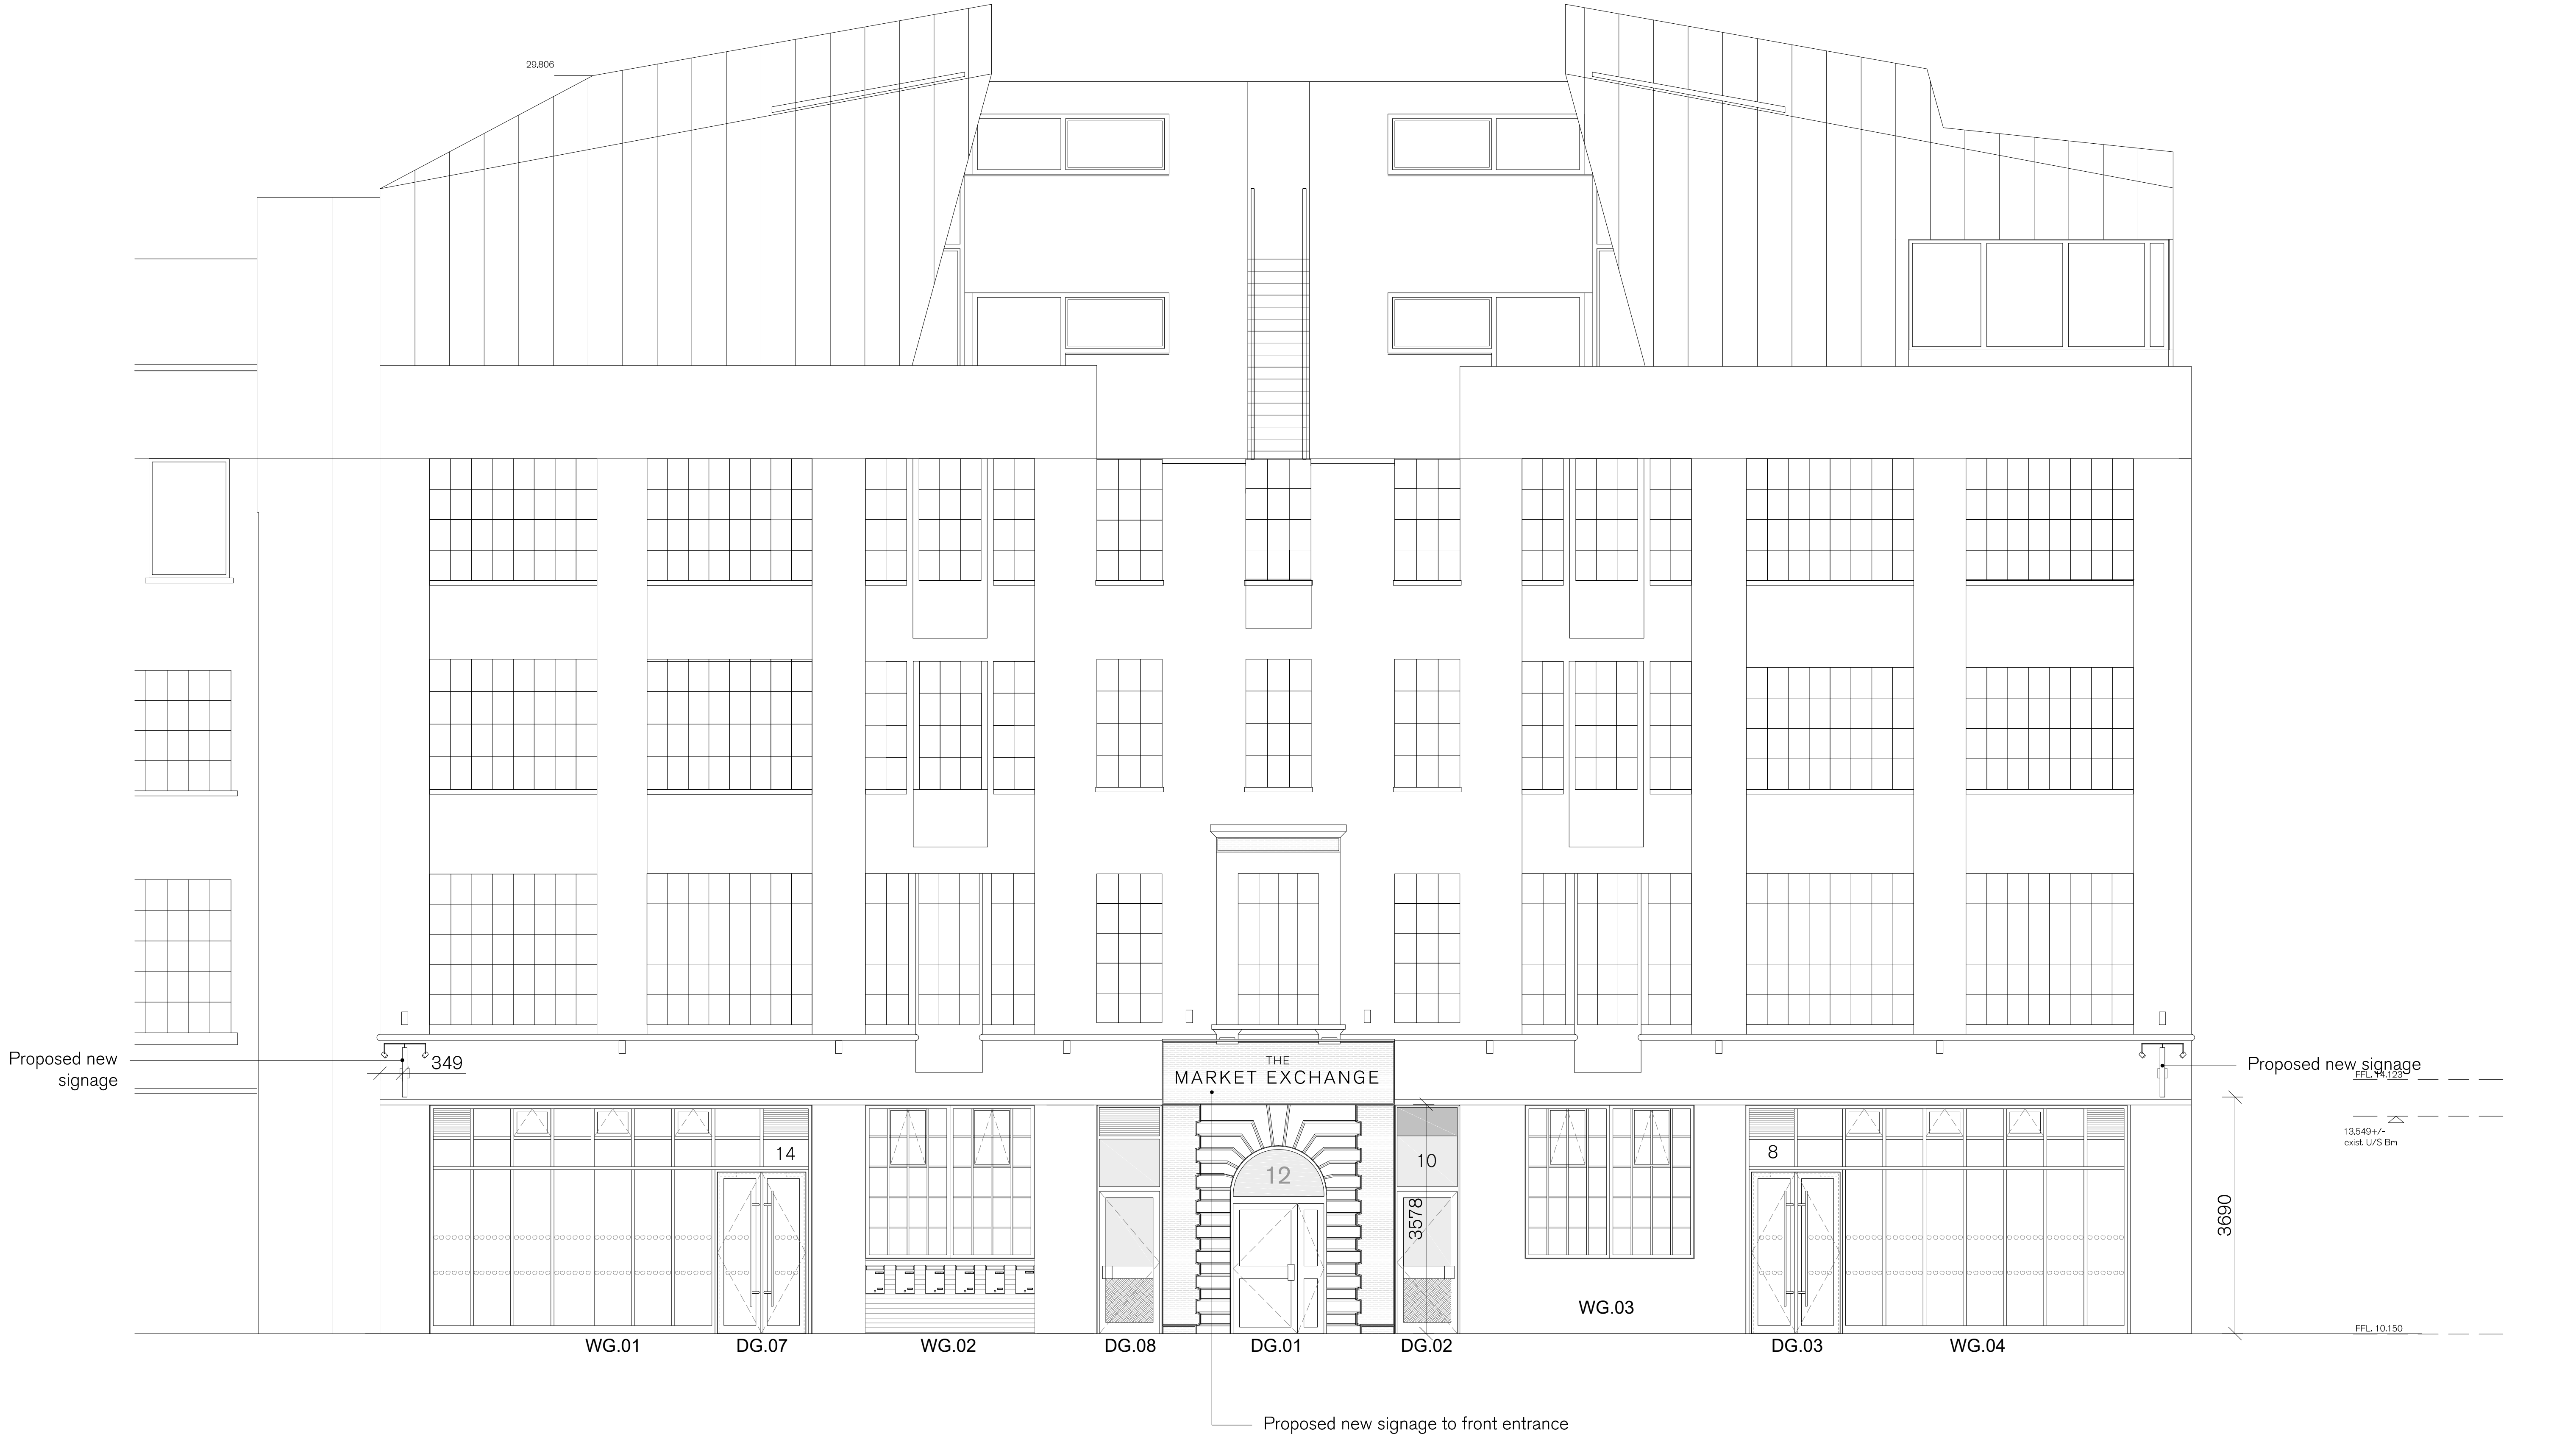 29.806
Proposed new
signage
349
THE
MARKET EXCHANGE
Proposed new signage
FFL. 14.123
13.549+/-
exist. U/S Bm
14
12
10
8
3578
3690
WG.03
FFL. 10.150
WG.01
DG.07
WG.02
DG.08
DG.01
DG.02
DG.03
WG.04
Proposed new signage to front entrance